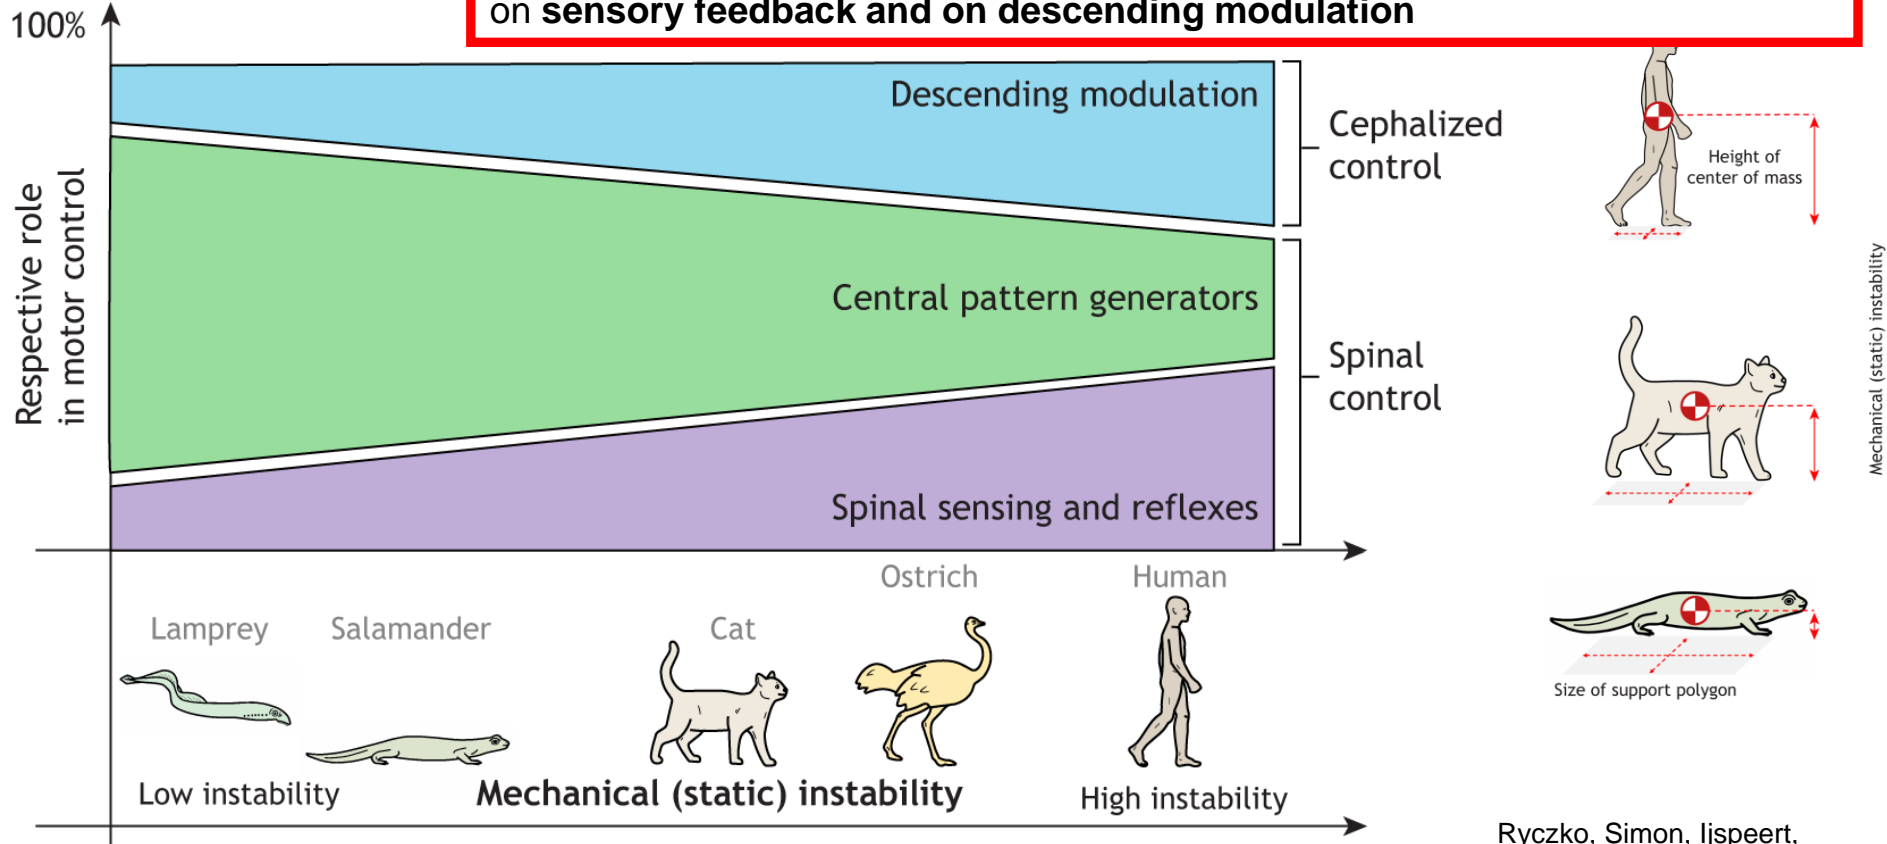 on sensory feedback and on descending modulation
100%
Respective role
in motor control
Descending modulation
Central pattern generators
Spinal sensing and reflexes
Cephalized
control
Spinal
control
Height of
center of mass
Mechanical (static) instability
Size of support polygon
Lamprey
Salamander
Cat
Ostrich
Human
Low instability
Mechanical (static) instability
High instability
Ryczko, Simon, Ijspeert,